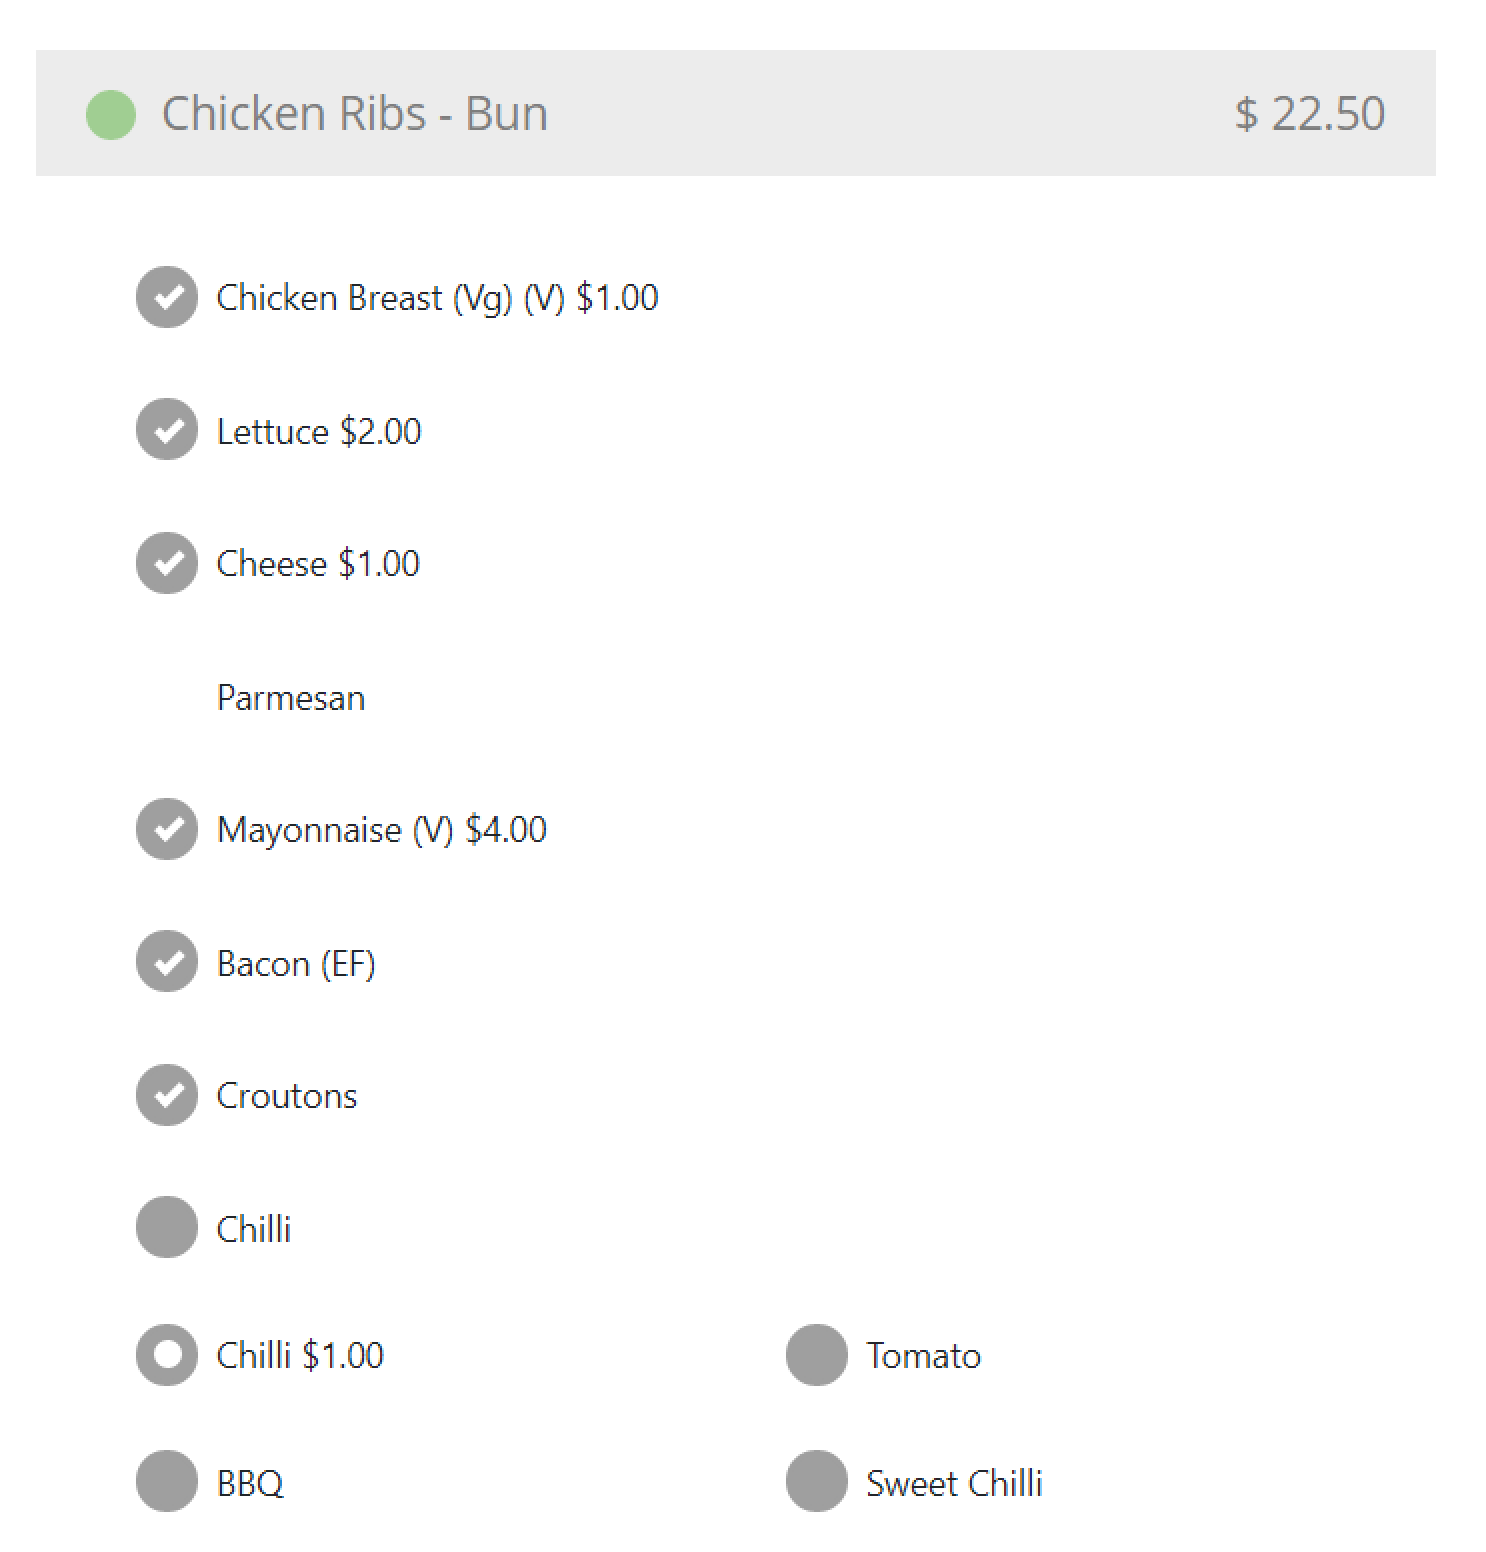 Chicken Ribs - Bun $ 22.50
Chicken Breast (Vg) (V) $1.00
Lettuce $2.00
Cheese $1.00
Parmesan
Mayonnaise (V) $4.00
Bacon (EF)
Croutons
Chilli
Chilli $1.00 Tomato
BBQ Sweet Chilli